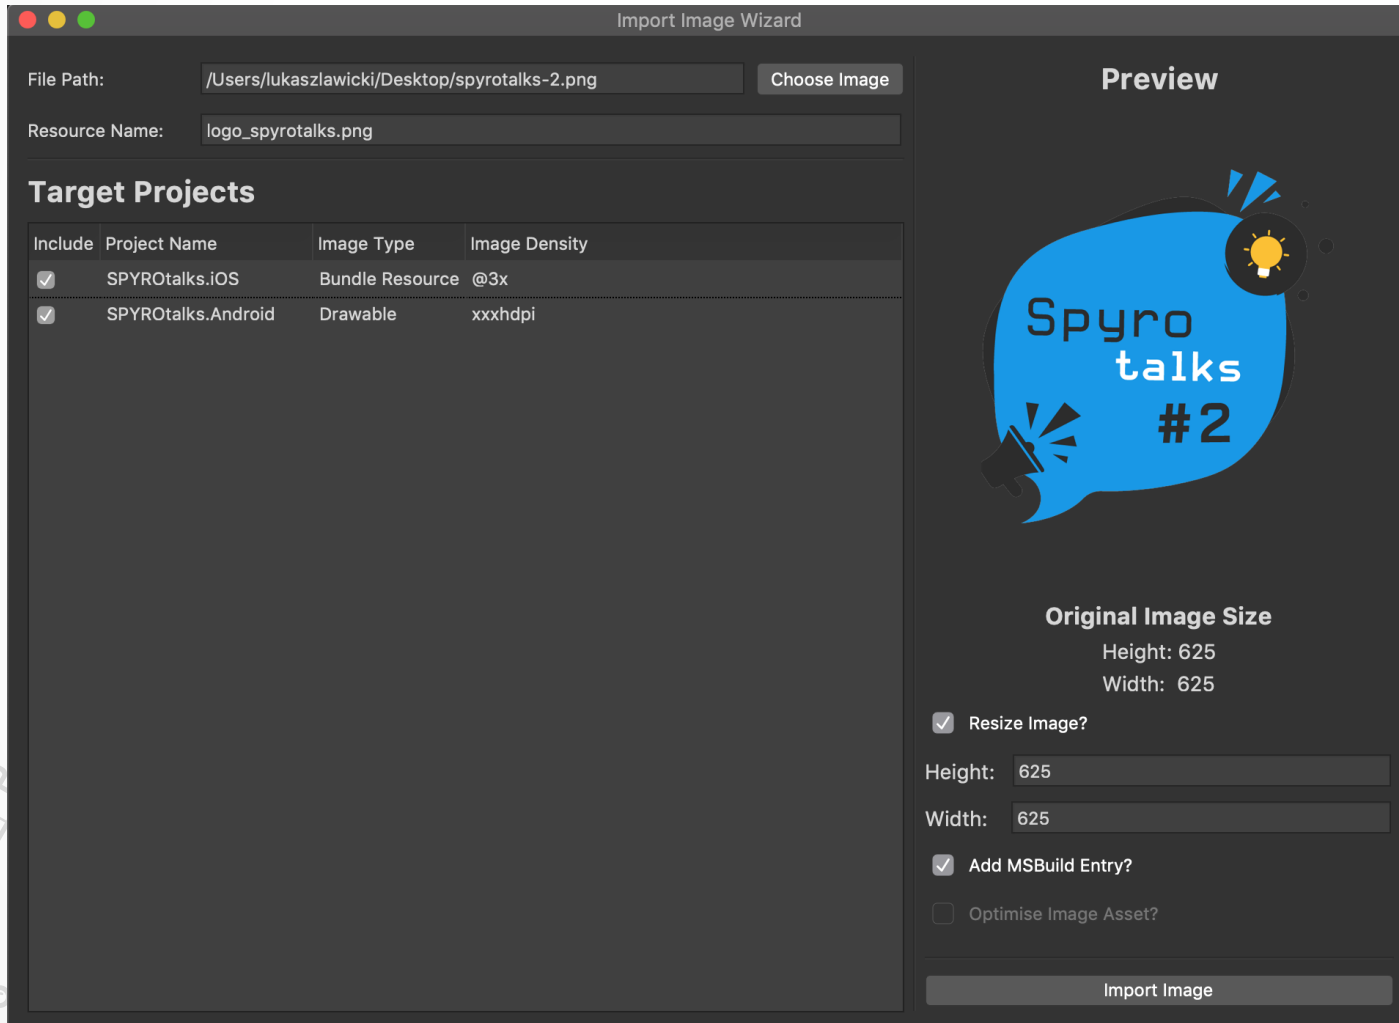 Import Image Wizard
File Path: /Users/lukaszlawicki/Desktop/spyrotalks-2.png Choose Image
Resource Name: logo_spyrotalks.png
Target Projects
Include Project Name Image Type Image Density
SPYROtalks.iOS Bundle Resource @3x
SPYROtalks.Android Drawable xxxhdpi
Preview
Spyro
talks
#2
Original Image Size
Height: 625
Width: 625
Resize Image?
Height: 625
Width: 625
Add MSBuild Entry?
Optimise Image Asset?
Import Image